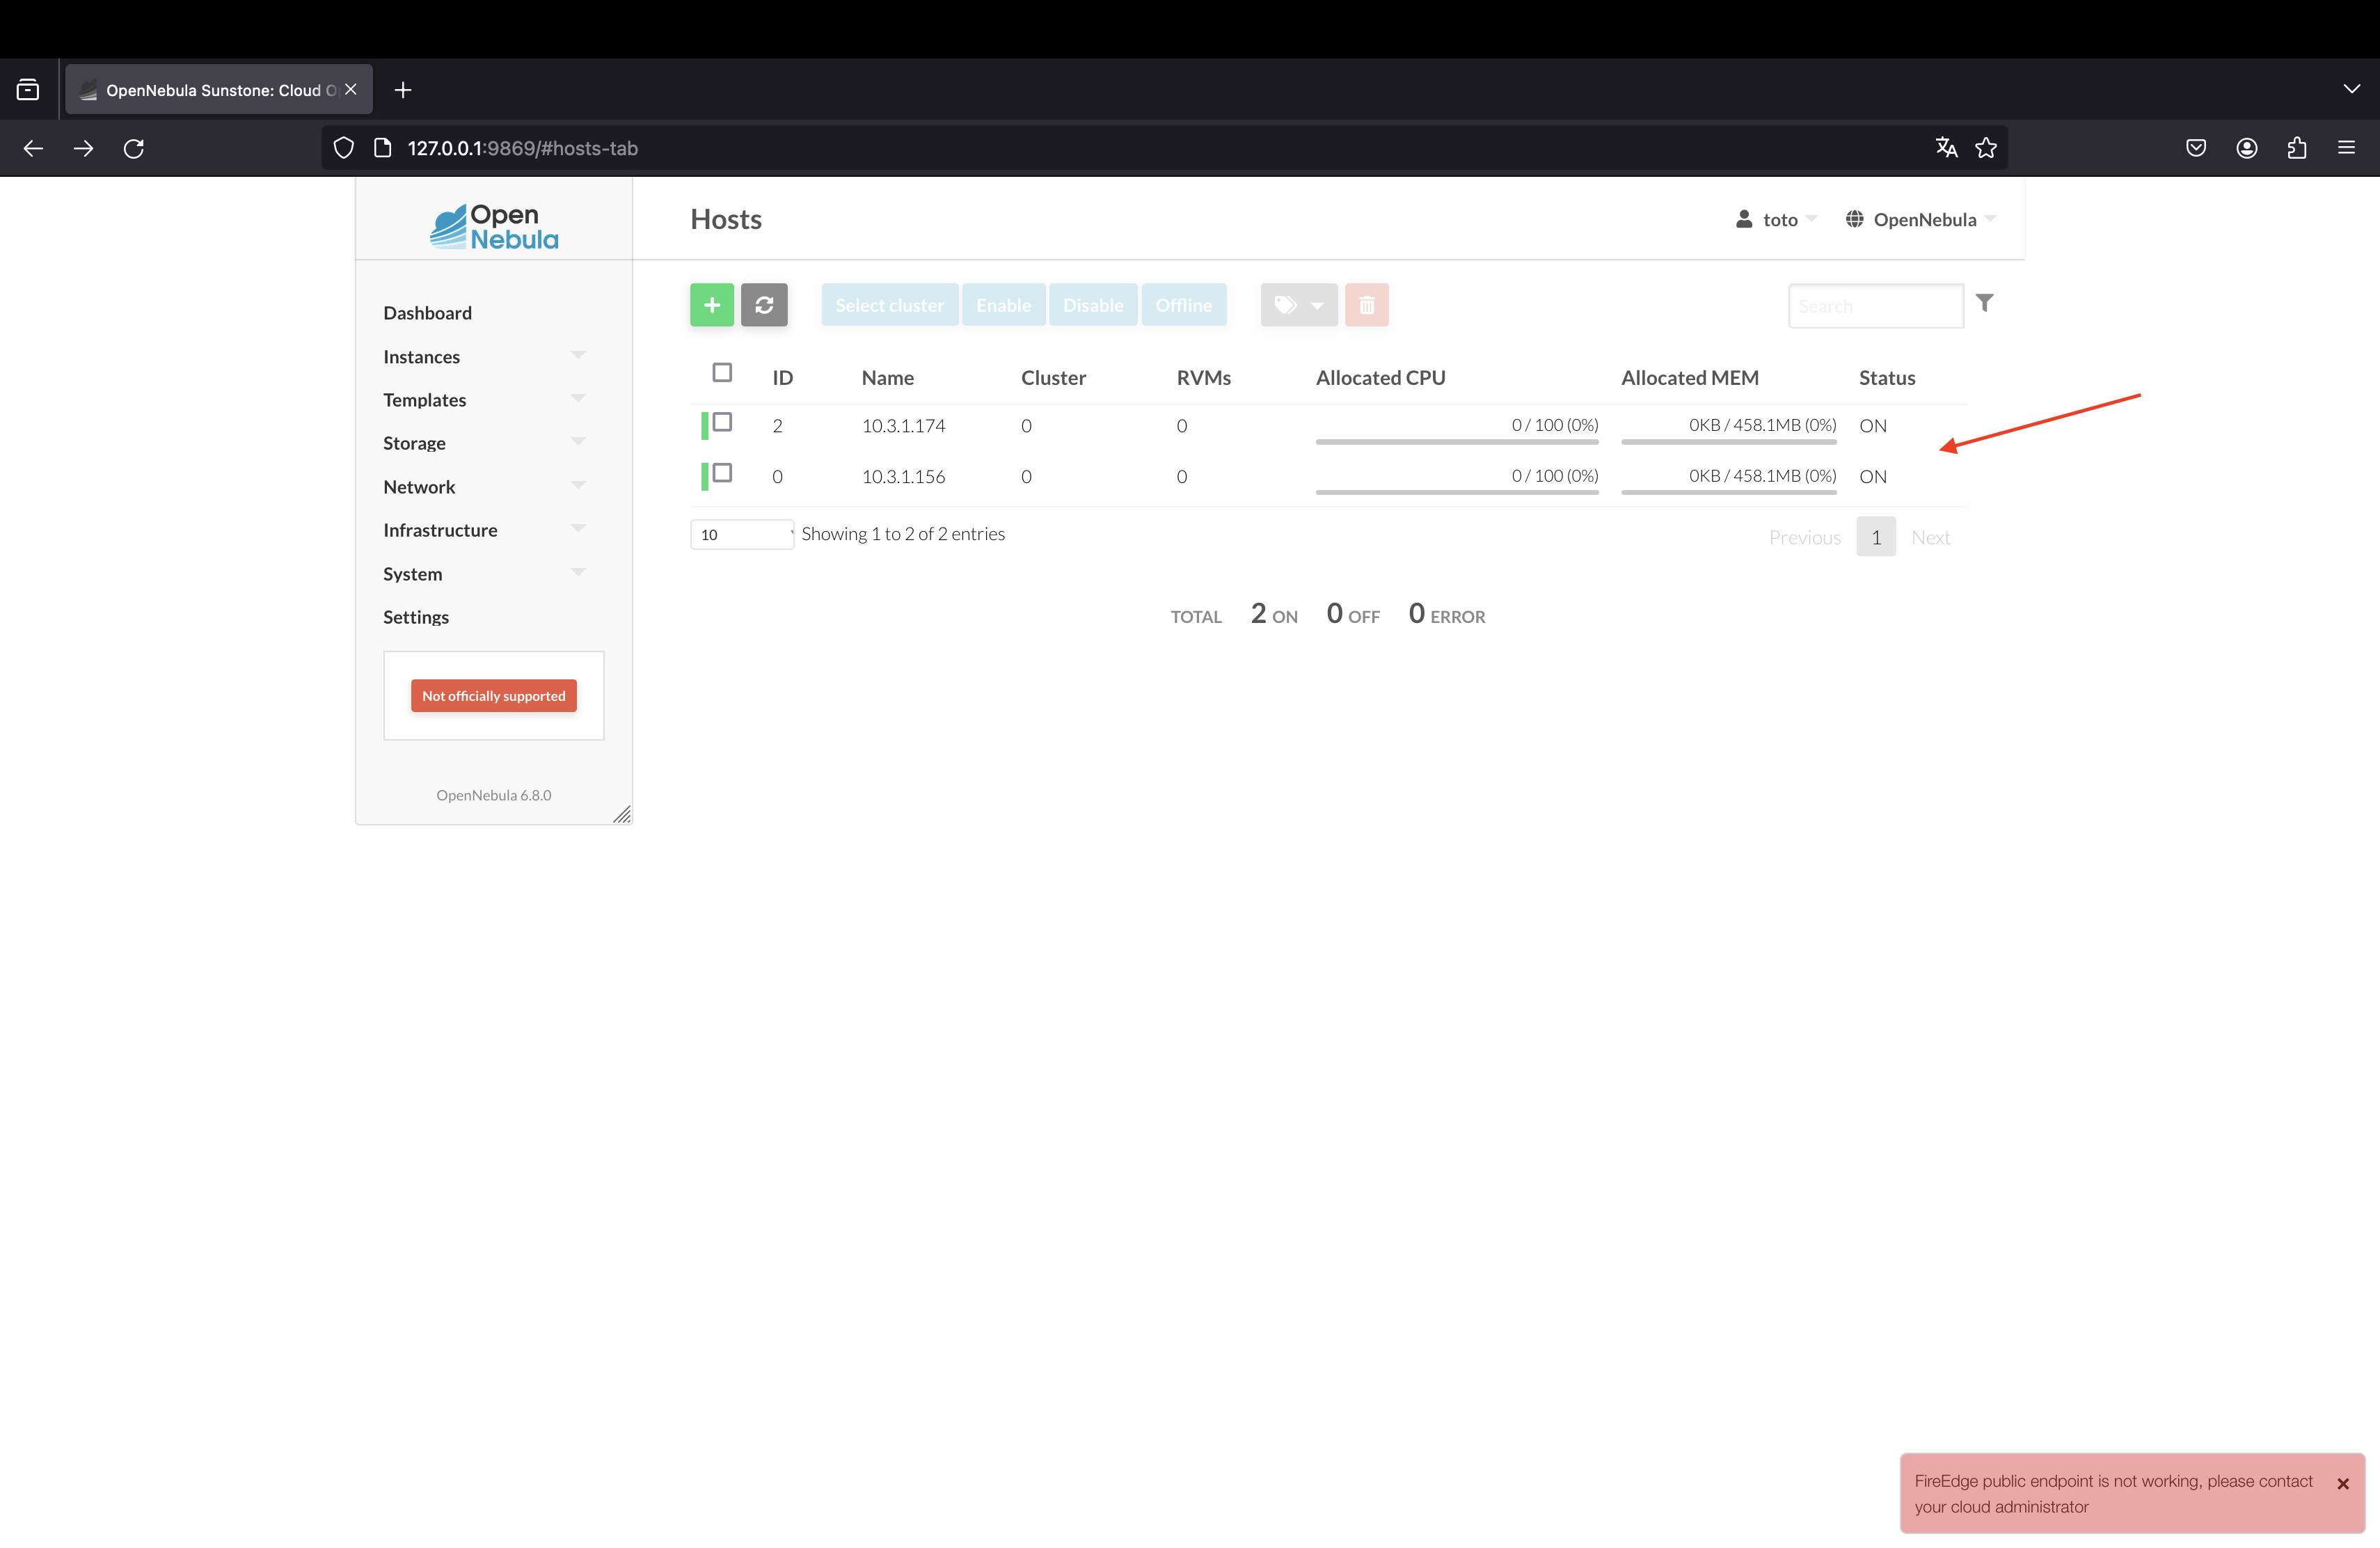 OpenNebula Sunstone: Cloud O
127.0.0.1:9869/#hosts-tab
Open
Nebula
Hosts
toto
OpenNebula
Dashboard
Instances
Templates
Storage
Network
Infrastructure
System
Settings
Not officially supported
OpenNebula 6.8.0
Select cluster Enable Disable Offline
Search
ID Name Cluster RVMs Allocated CPU Allocated MEM Status
2 10.3.1.174 0 0 0 / 100 (0%) 0KB / 458.1MB (0%) ON
0 10.3.1.156 0 0 0 / 100 (0%) 0KB / 458.1MB (0%) ON
10 Showing 1 to 2 of 2 entries
Previous 1 Next
TOTAL 2 ON 0 OFF 0 ERROR
FireEdge public endpoint is not working, please contact
your cloud administrator